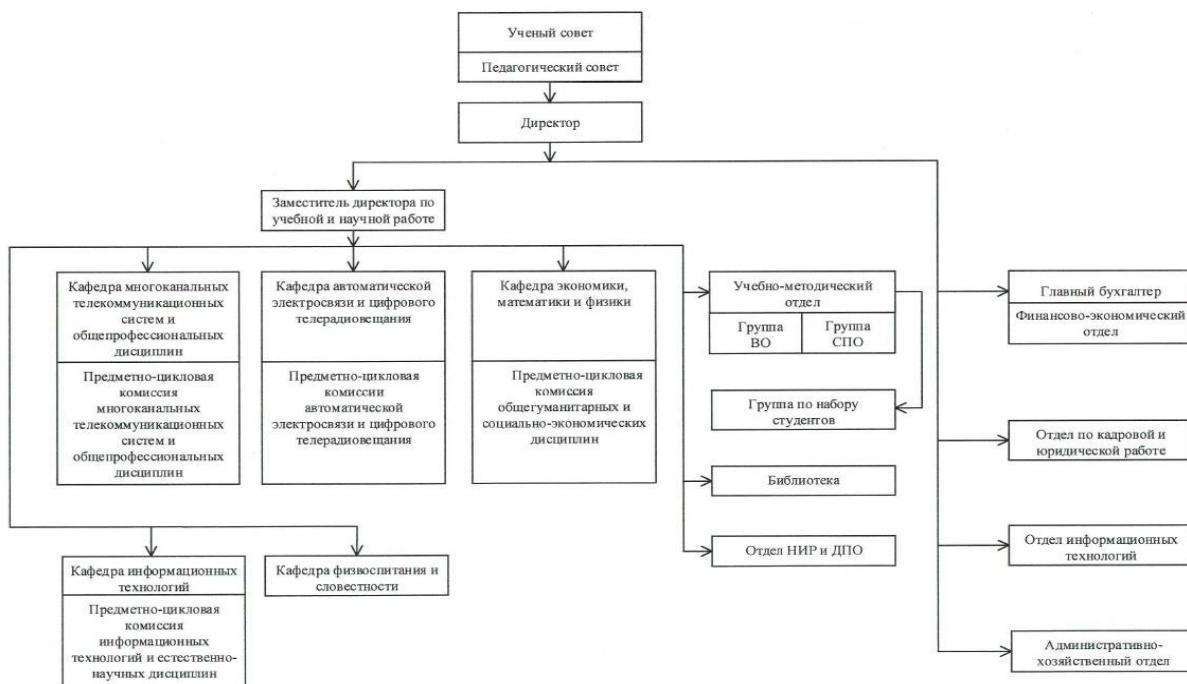 Ученый совет
Педагогический совет
Директор
Заместитель директора по
учебной и научной работе
Кафедра многоканальных
телекоммуникационных
систем и
общепрофессиональных
дисциплин
Предметно-цикловая
комиссия
многоканальных
телекоммуникационных
систем и
общепрофессиональных
дисциплин
Кафедра автоматической
электросвязи и цифрового
телерадиовещания
Предметно-цикловая
комиссии
автоматической
электросвязи и цифрового
телерадиовещания
Кафедра экономики,
математики и физики
Предметно-цикловая
комиссия
общегуманитарных и
социально-экономических
дисциплин
Учебно-методический
отдел
Группа
ВО
Группа
СПО
Группа по набору
студентов
Библиотека
Отдел НИР и ДПО
Главный бухгалтер
Финансово-экономический
отдел
Отдел по кадровой и
юридической работе
Отдел информационных
технологий
Административно-
хозяйственный отдел
Кафедра информационных
технологий
Предметно-цикловая
комиссия
информационных
технологий и естественно-
научных дисциплин
Кафедра физвоспитания и
словестности